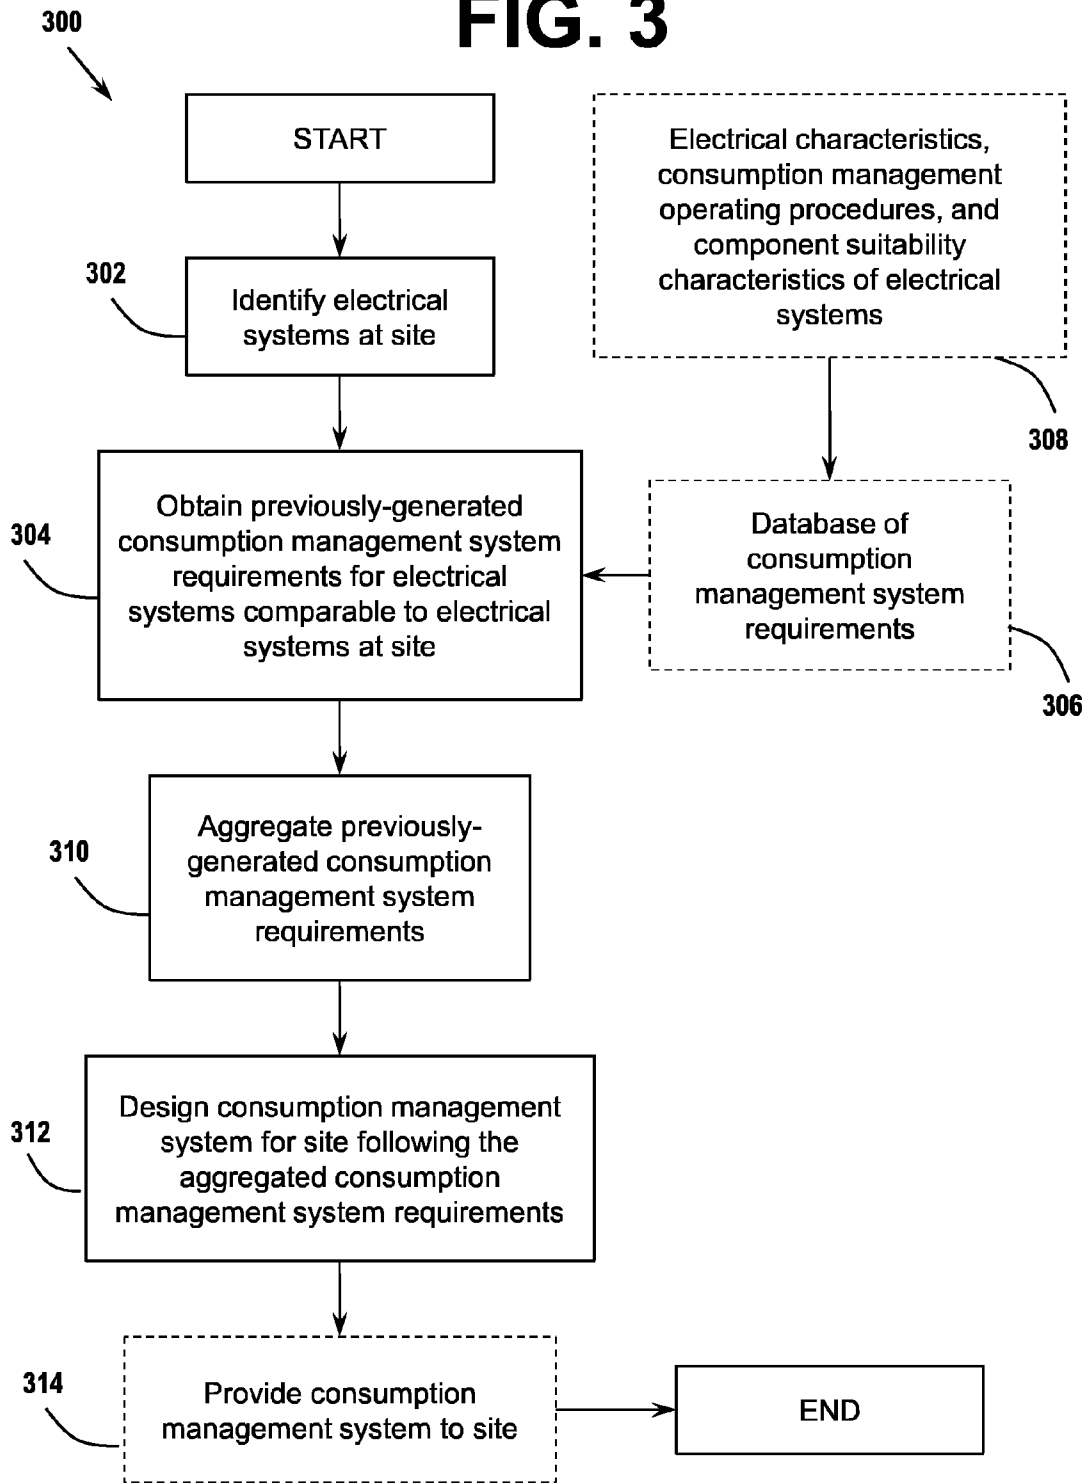 FIG. 3
300
START
302
Identify electrical
systems at site
Electrical characteristics,
consumption management
operating procedures, and
component suitability
characteristics of electrical
systems
308
304
Obtain previously-generated
consumption management system
requirements for electrical
systems comparable to electrical
systems at site
Database of
consumption
management system
requirements
306
310
Aggregate previously-
generated consumption
management system
requirements
312
Design consumption management
system for site following the
aggregated consumption
management system requirements
314
Provide consumption
management system to site
END